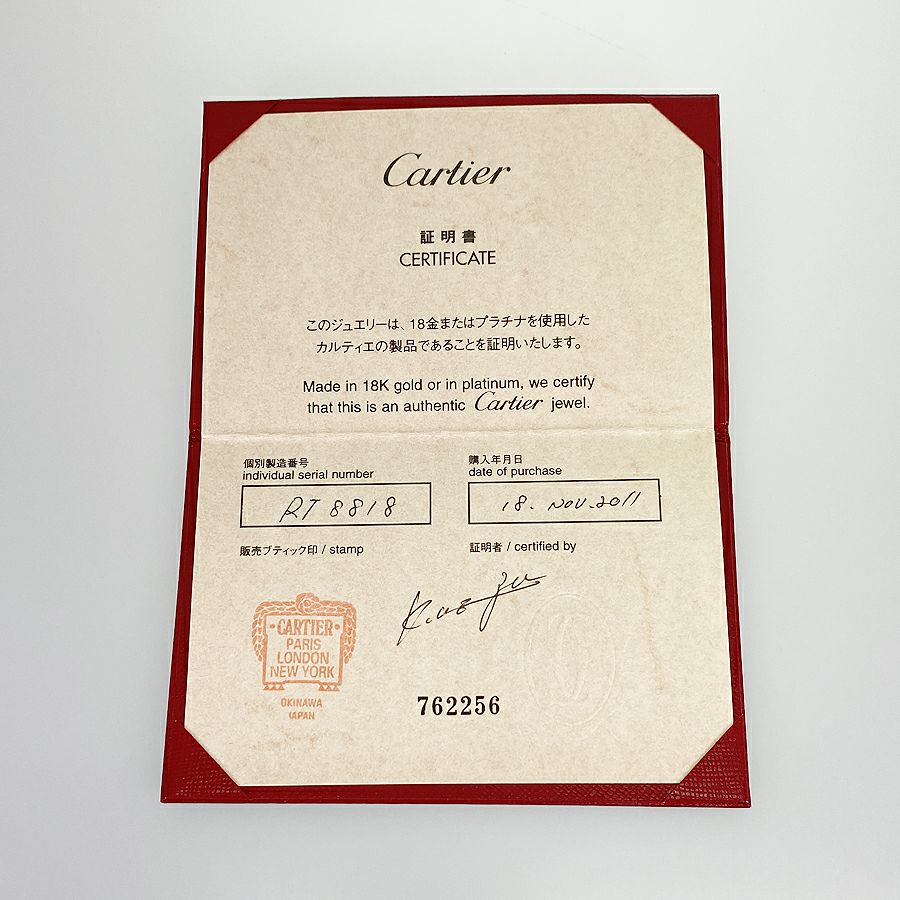 Cartier
証明書
CERTIFICATE
このジュエリーは、18金またはプラチナを使用した
カルティエの製品であることを証明いたします。
Made in 18K gold or in platinum, we certify
that this is an authentic Cartier jewel.
個別製造番号
individual serial number
RT 8818
購入年月日
date of purchase
18. NOV. 2011
販売ブティック印 / stamp
証明者 / certified by
・CARTIER・
PARIS
LONDON
NEW YORK
OKINAWA
JAPAN
762256